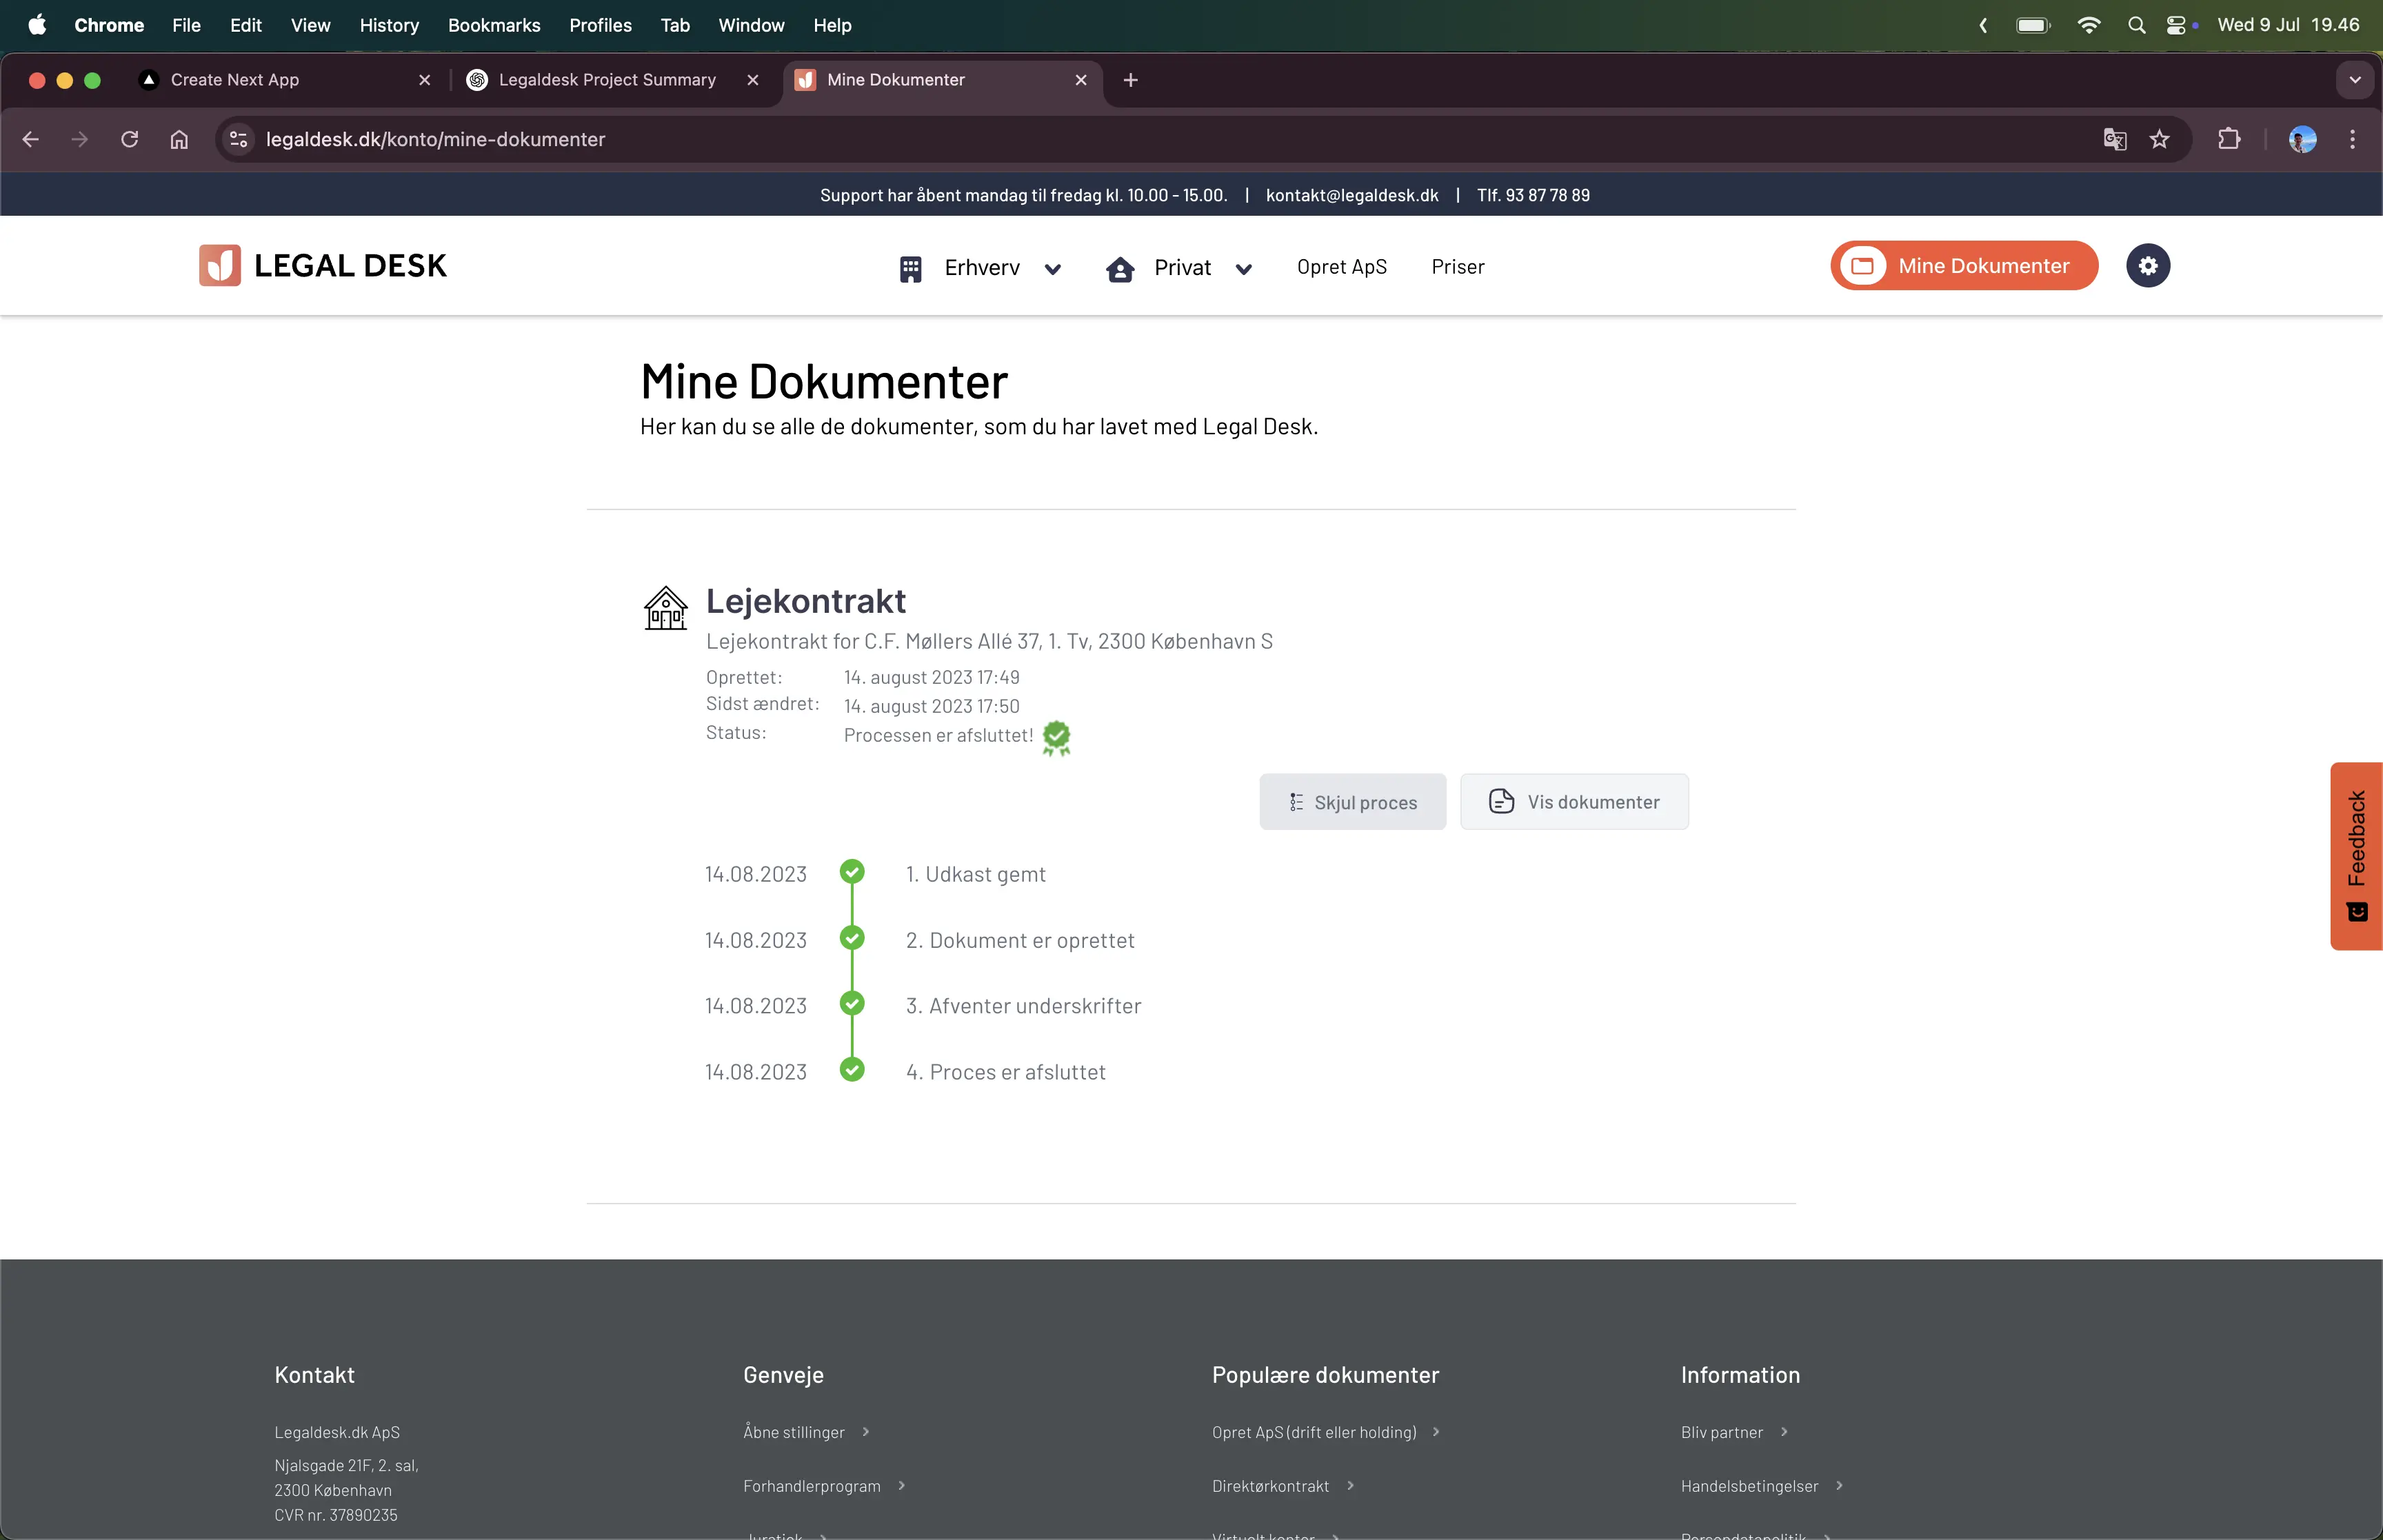 Chrome File Edit View History Bookmarks Profiles Tab Window Help Wed 9 Jul 19.46
Create Next App Legaldesk Project Summary Mine Dokumenter
legaldesk.dk/konto/mine-dokumenter
Support har åbent mandag til fredag kl. 10.00 - 15.00. | kontakt@legaldesk.dk | Tlf. 93 87 78 89
LEGAL DESK Erhverv Privat Opret ApS Priser Mine Dokumenter
Mine Dokumenter
Her kan du se alle de dokumenter, som du har lavet med Legal Desk.
Lejekontrakt
Lejekontrakt for C.F. Møllers Allé 37, 1. Tv, 2300 København S
Oprettet: 14. august 2023 17:49
Sidst ændret: 14. august 2023 17:50
Status: Processen er afsluttet!
Skjul proces Vis dokumenter
Feedback
14.08.2023 1. Udkast gemt
14.08.2023 2. Dokument er oprettet
14.08.2023 3. Afventer underskrifter
14.08.2023 4. Proces er afsluttet
Kontakt
Legaldesk.dk ApS
Njalsgade 21F, 2. sal,
2300 København
CVR nr. 37890235
Genveje
Åbne stillinger
Forhandlerprogram
Juratjek
Populære dokumenter
Opret ApS (drift eller holding)
Direktørkontrakt
Virtuelt kontor
Information
Bliv partner
Handelsbetingelser
Persondatapolitik